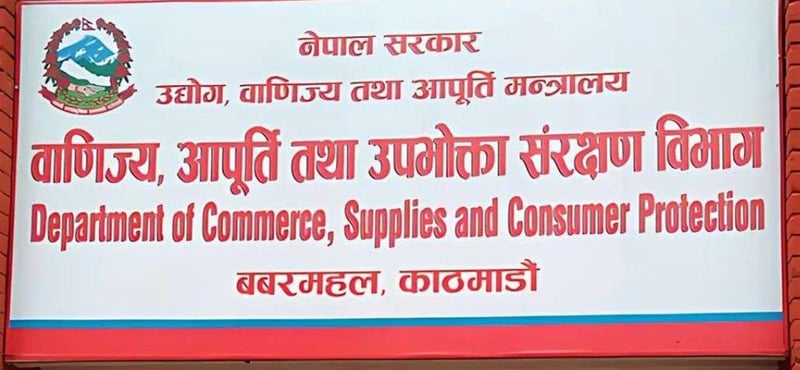 नेपाल सरकार
उद्योग, वाणिज्य तथा आपूर्ति मन्त्रालय
वाणिज्य, आपूर्ति तथा उपभोक्ता संरक्षण विभाग
Department of Commerce, Supplies and Consumer Protection
बबरमहल, काठमाडौं